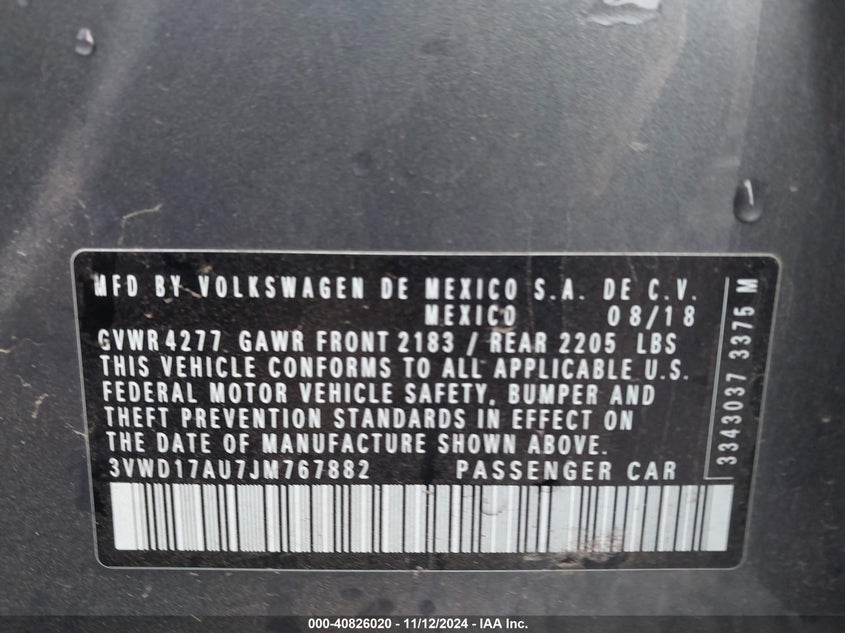 MFD BY VOLKSWAGEN DE MEXICO S.A. DE C.V.
MEXICO 08/18
GVWR 4277 GAWR FRONT 2183 / REAR 2205 LBS
THIS VEHICLE CONFORMS TO ALL APPLICABLE U.S.
FEDERAL MOTOR VEHICLE SAFETY, BUMPER AND
THEFT PREVENTION STANDARDS IN EFFECT ON
THE DATE OF MANUFACTURE SHOWN ABOVE.
3VWD17AU7JM767882 PASSENGER CAR
3343037 3375 M
000-40826020 - 11/12/2024 - IAA Inc.